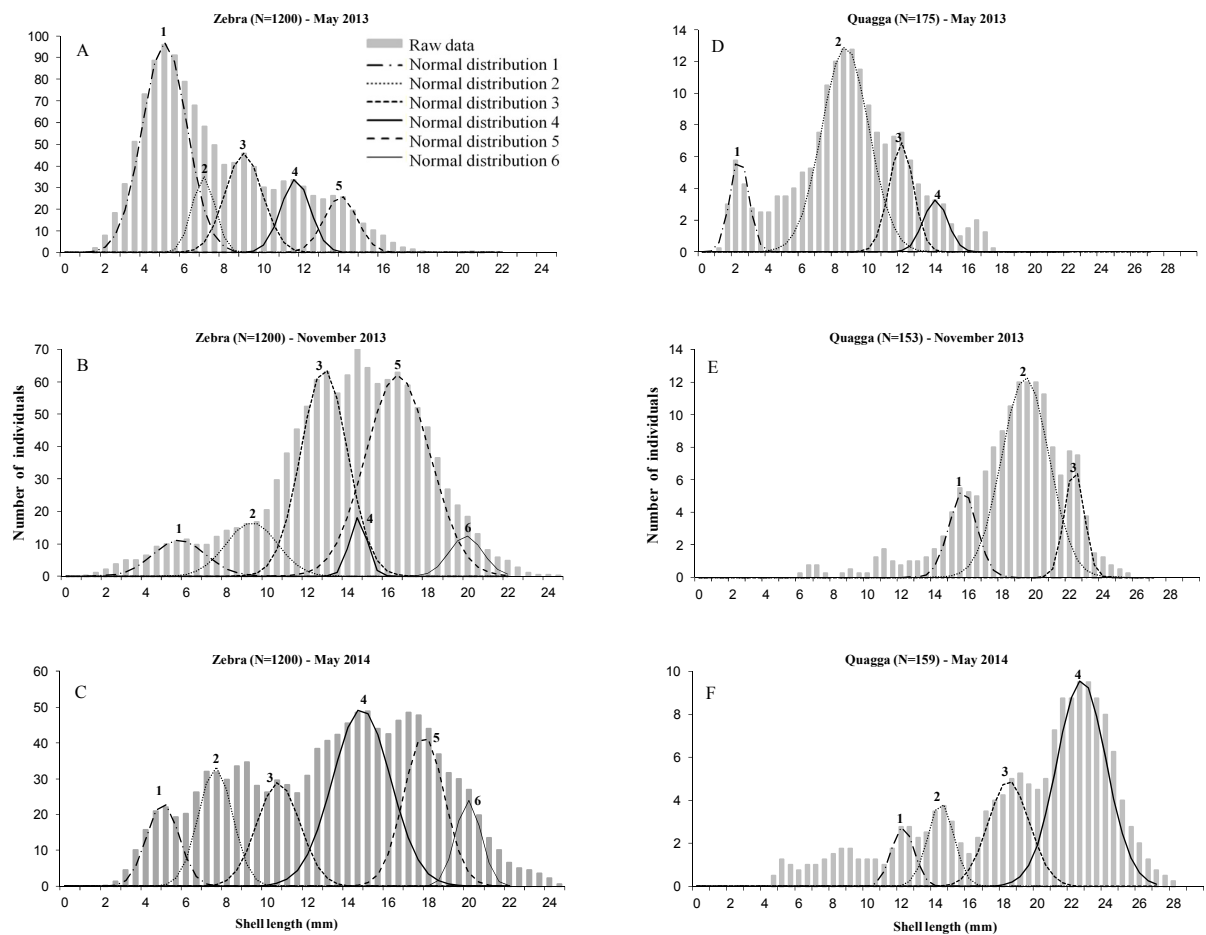 Zebra (N=1200) - May 2013
A
Raw data
Normal distribution 1
Normal distribution 2
Normal distribution 3
Normal distribution 4
Normal distribution 5
Normal distribution 6
100
90
80
70
60
50
40
30
20
10
0
1
2
3
4
5
0 2 4 6 8 10 12 14 16 18 20 22 24
Quagga (N=175) - May 2013
D
14
12
10
8
6
4
2
0
1
2
3
4
0 2 4 6 8 10 12 14 16 18 20 22 24 26 28
Zebra (N=1200) - November 2013
B
Number of individuals
70
60
50
40
30
20
10
0
1
2
3
4
5
6
0 2 4 6 8 10 12 14 16 18 20 22 24
Quagga (N=153) - November 2013
E
Number of individuals
14
12
10
8
6
4
2
0
1
2
3
0 2 4 6 8 10 12 14 16 18 20 22 24 26 28
Zebra (N=1200) - May 2014
C
60
50
40
30
20
10
0
1
2
3
4
5
6
0 2 4 6 8 10 12 14 16 18 20 22 24
Shell length (mm)
Quagga (N=159) - May 2014
F
10
8
6
4
2
0
1
2
3
4
0 2 4 6 8 10 12 14 16 18 20 22 24 26 28
Shell length (mm)